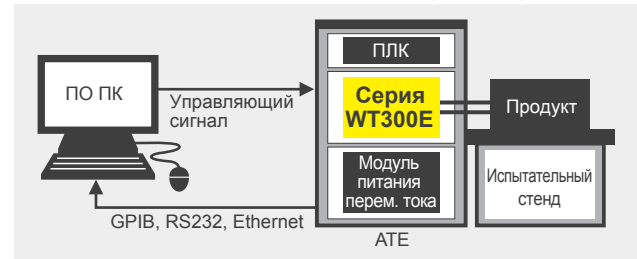 ПО ПК
Управляющий
сигнал
GPIB, RS232, Ethernet
ПЛК
Серия
WT300E
Модуль
питания
перем. тока
ATE
Продукт
Испытательный
стенд